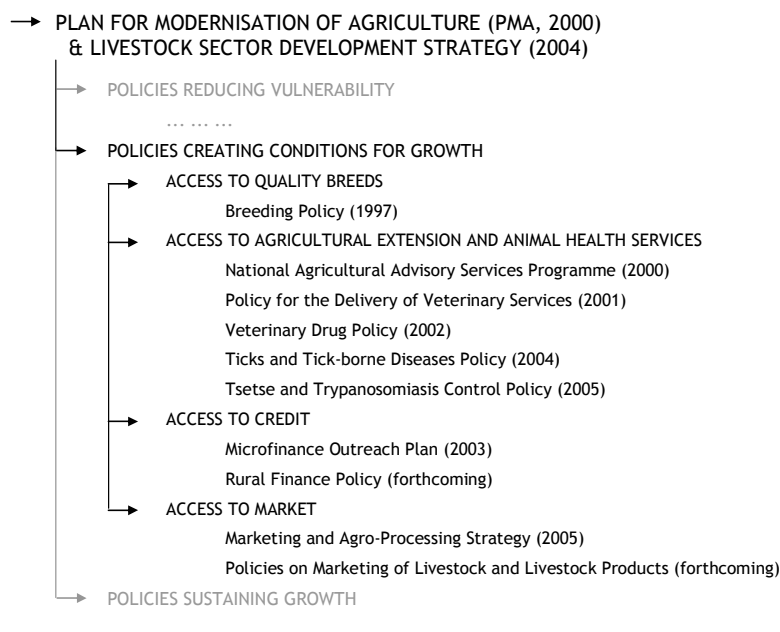 PLAN FOR MODERNISATION OF AGRICULTURE (PMA, 2000)
& LIVESTOCK SECTOR DEVELOPMENT STRATEGY (2004)
POLICIES REDUCING VULNERABILITY
... ... ...
POLICIES CREATING CONDITIONS FOR GROWTH
ACCESS TO QUALITY BREEDS
Breeding Policy (1997)
ACCESS TO AGRICULTURAL EXTENSION AND ANIMAL HEALTH SERVICES
National Agricultural Advisory Services Programme (2000)
Policy for the Delivery of Veterinary Services (2001)
Veterinary Drug Policy (2002)
Ticks and Tick-borne Diseases Policy (2004)
Tsetse and Trypanosomiasis Control Policy (2005)
ACCESS TO CREDIT
Microfinance Outreach Plan (2003)
Rural Finance Policy (forthcoming)
ACCESS TO MARKET
Marketing and Agro-Processing Strategy (2005)
Policies on Marketing of Livestock and Livestock Products (forthcoming)
POLICIES SUSTAINING GROWTH